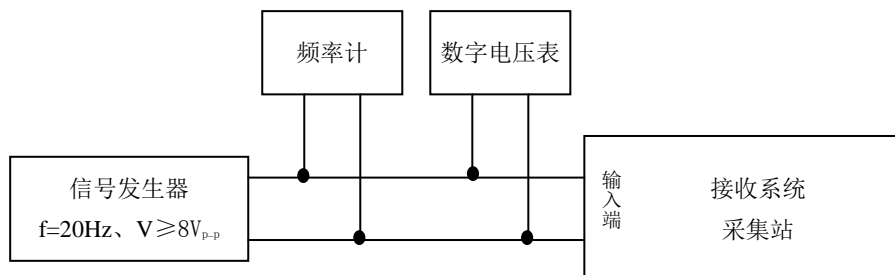 频率计
数字电压表
信号发生器
f=20Hz、V≥8Vp-p
输入端
接收系统
采集站